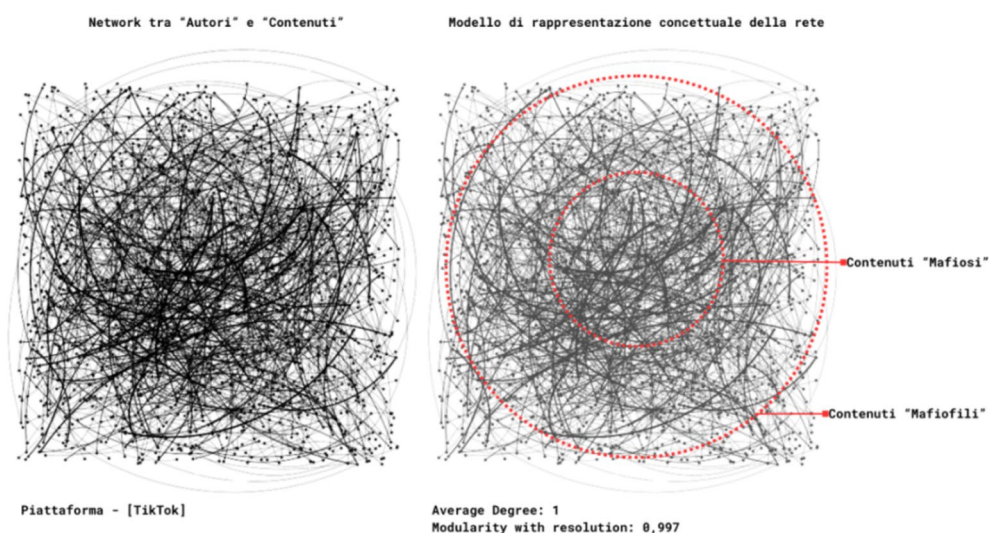 Network tra “Autori” e “Contenuti”
Modello di rappresentazione concettuale della rete
Contenuti “Mafiosi”
Contenuti “Mafiofili”
Piattaforma - [TikTok]
Average Degree: 1
Modularity with resolution: 0,997